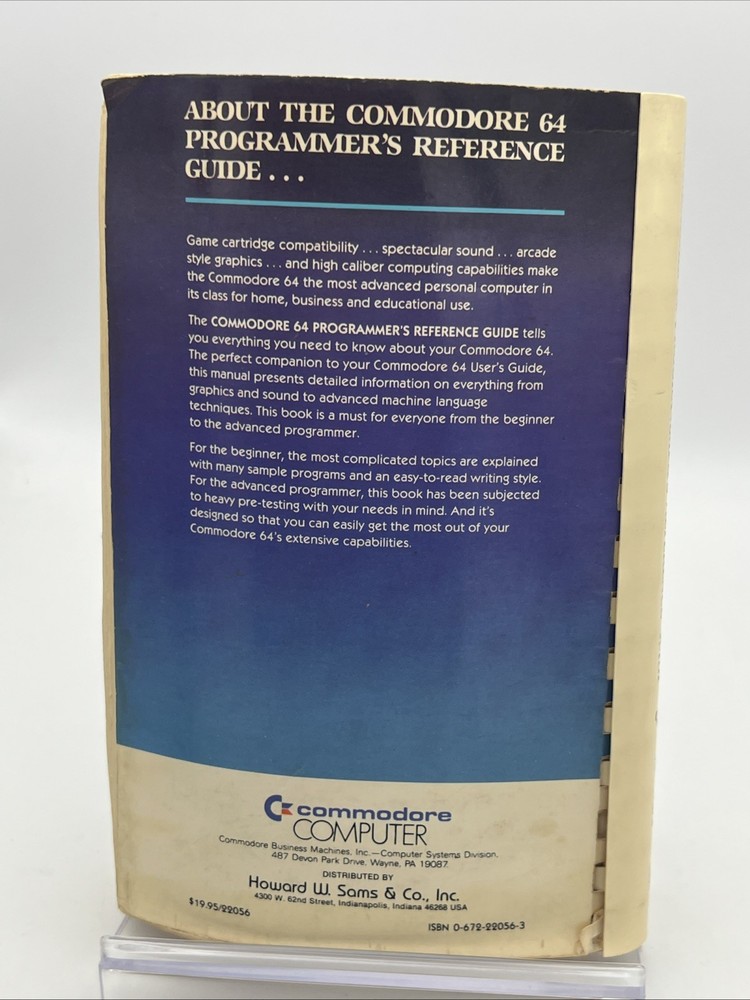 ABOUT THE COMMODORE 64
PROGRAMMER'S REFERENCE
GUIDE . . .
Game cartridge compatibility . . . spectacular sound . . . arcade
style graphics . . . and high caliber computing capabilities make
the Commodore 64 the most advanced personal computer in
its class for home, business and educational use.
The COMMODORE 64 PROGRAMMER'S REFERENCE GUIDE tells
you everything you need to know about your Commodore 64.
The perfect companion to your Commodore 64 User's Guide,
this manual presents detailed information on everything from
graphics and sound to advanced machine language
techniques. This book is a must for everyone from the beginner
to the advanced programmer.
For the beginner, the most complicated topics are explained
with many sample programs and an easy-to-read writing style.
For the advanced programmer, this book has been subjected
to heavy pre-testing with your needs in mind. And it's
designed so that you can easily get the most out of your
Commodore 64's extensive capabilities.
commodore
COMPUTER
Commodore Business Machines, Inc.—Computer Systems Division,
487 Devon Park Drive, Wayne, PA 19087
DISTRIBUTED BY
Howard W. Sams & Co., Inc.
4300 W. 62nd Street, Indianapolis, Indiana 46268 USA
$19.95/22056
ISBN 0-672-22056-3